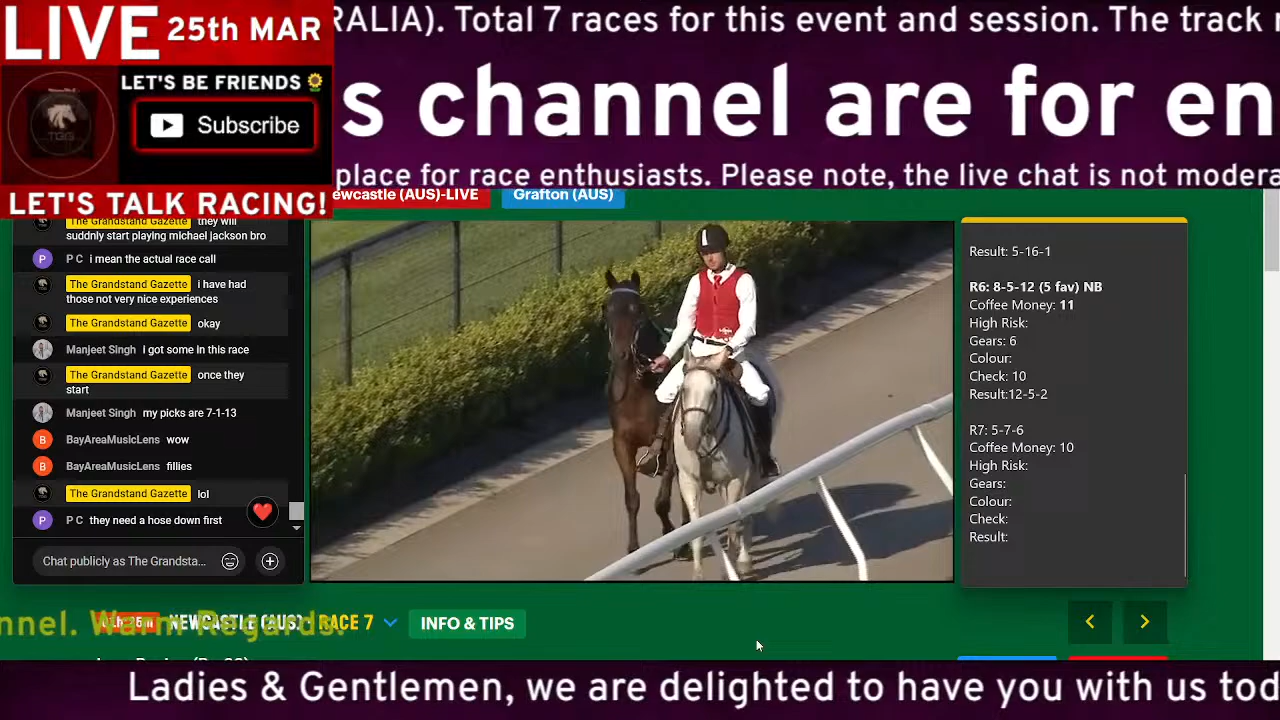 LIVE 25th MAR
RALIA). Total 7 races for this event and session. The track
LET'S BE FRIENDS
TGG
Subscribe
s channel are for en
place for race enthusiasts. Please note, the live chat is not modera
LET'S TALK RACING!
ewcastle (AUS)-LIVE
Grafton (AUS)
The Grandstand Gazette they will
suddnly start playing michael jackson bro
P C i mean the actual race call
The Grandstand Gazette i have had
those not very nice experiences
The Grandstand Gazette okay
Manjeet Singh i got some in this race
The Grandstand Gazette once they
start
Manjeet Singh my picks are 7-1-13
BayAreaMusicLens wow
BayAreaMusicLens fillies
The Grandstand Gazette lol
P C they need a hose down first
Chat publicly as The Grandsta...
Result: 5-16-1
R6: 8-5-12 (5 fav) NB
Coffee Money: 11
High Risk:
Gears: 6
Colour:
Check: 10
Result:12-5-2
R7: 5-7-6
Coffee Money: 10
High Risk:
Gears:
Colour:
Check:
Result:
nnel. Warm Regards.
NEWCASTLE (AUS) RACE 7
INFO & TIPS
Ladies & Gentlemen, we are delighted to have you with us tod